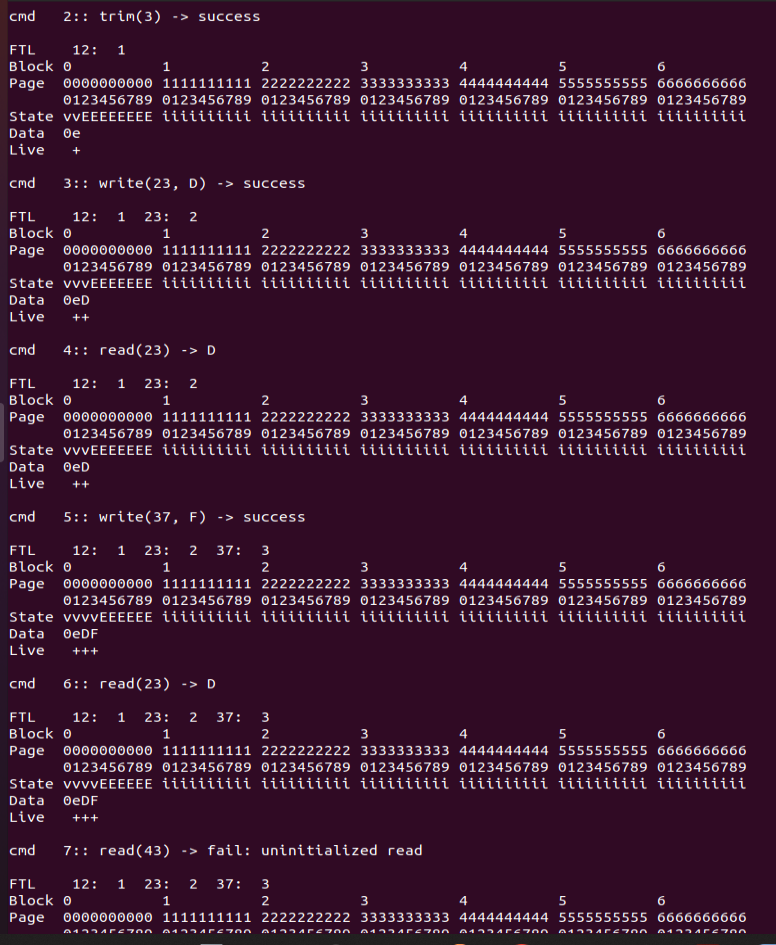 cmd   2:: trim(3) -> success

FTL    12:  1
Block 0          1          2          3          4          5          6
Page  0000000000 1111111111 2222222222 3333333333 4444444444 5555555555 6666666666
      0123456789 0123456789 0123456789 0123456789 0123456789 0123456789 0123456789
State vvEEEEEEEE iiiiiiiiii iiiiiiiiii iiiiiiiiii iiiiiiiiii iiiiiiiiii iiiiiiiiii
Data  0e
Live   +

cmd   3:: write(23, D) -> success

FTL    12:  1  23:  2
Block 0          1          2          3          4          5          6
Page  0000000000 1111111111 2222222222 3333333333 4444444444 5555555555 6666666666
      0123456789 0123456789 0123456789 0123456789 0123456789 0123456789 0123456789
State vvvEEEEEEE iiiiiiiiii iiiiiiiiii iiiiiiiiii iiiiiiiiii iiiiiiiiii iiiiiiiiii
Data  0eD
Live   ++

cmd   4:: read(23) -> D

FTL    12:  1  23:  2
Block 0          1          2          3          4          5          6
Page  0000000000 1111111111 2222222222 3333333333 4444444444 5555555555 6666666666
      0123456789 0123456789 0123456789 0123456789 0123456789 0123456789 0123456789
State vvvEEEEEEE iiiiiiiiii iiiiiiiiii iiiiiiiiii iiiiiiiiii iiiiiiiiii iiiiiiiiii
Data  0eD
Live   ++

cmd   5:: write(37, F) -> success

FTL    12:  1  23:  2  37:  3
Block 0          1          2          3          4          5          6
Page  0000000000 1111111111 2222222222 3333333333 4444444444 5555555555 6666666666
      0123456789 0123456789 0123456789 0123456789 0123456789 0123456789 0123456789
State vvvvEEEEEE iiiiiiiiii iiiiiiiiii iiiiiiiiii iiiiiiiiii iiiiiiiiii iiiiiiiiii
Data  0eDF
Live   +++

cmd   6:: read(23) -> D

FTL    12:  1  23:  2  37:  3
Block 0          1          2          3          4          5          6
Page  0000000000 1111111111 2222222222 3333333333 4444444444 5555555555 6666666666
      0123456789 0123456789 0123456789 0123456789 0123456789 0123456789 0123456789
State vvvvEEEEEE iiiiiiiiii iiiiiiiiii iiiiiiiiii iiiiiiiiii iiiiiiiiii iiiiiiiiii
Data  0eDF
Live   +++

cmd   7:: read(43) -> fail: uninitialized read

FTL    12:  1  23:  2  37:  3
Block 0          1          2          3          4          5          6
Page  0000000000 1111111111 2222222222 3333333333 4444444444 5555555555 6666666666
      0123456789 0123456789 0123456789 0123456789 0123456789 0123456789 0123456789